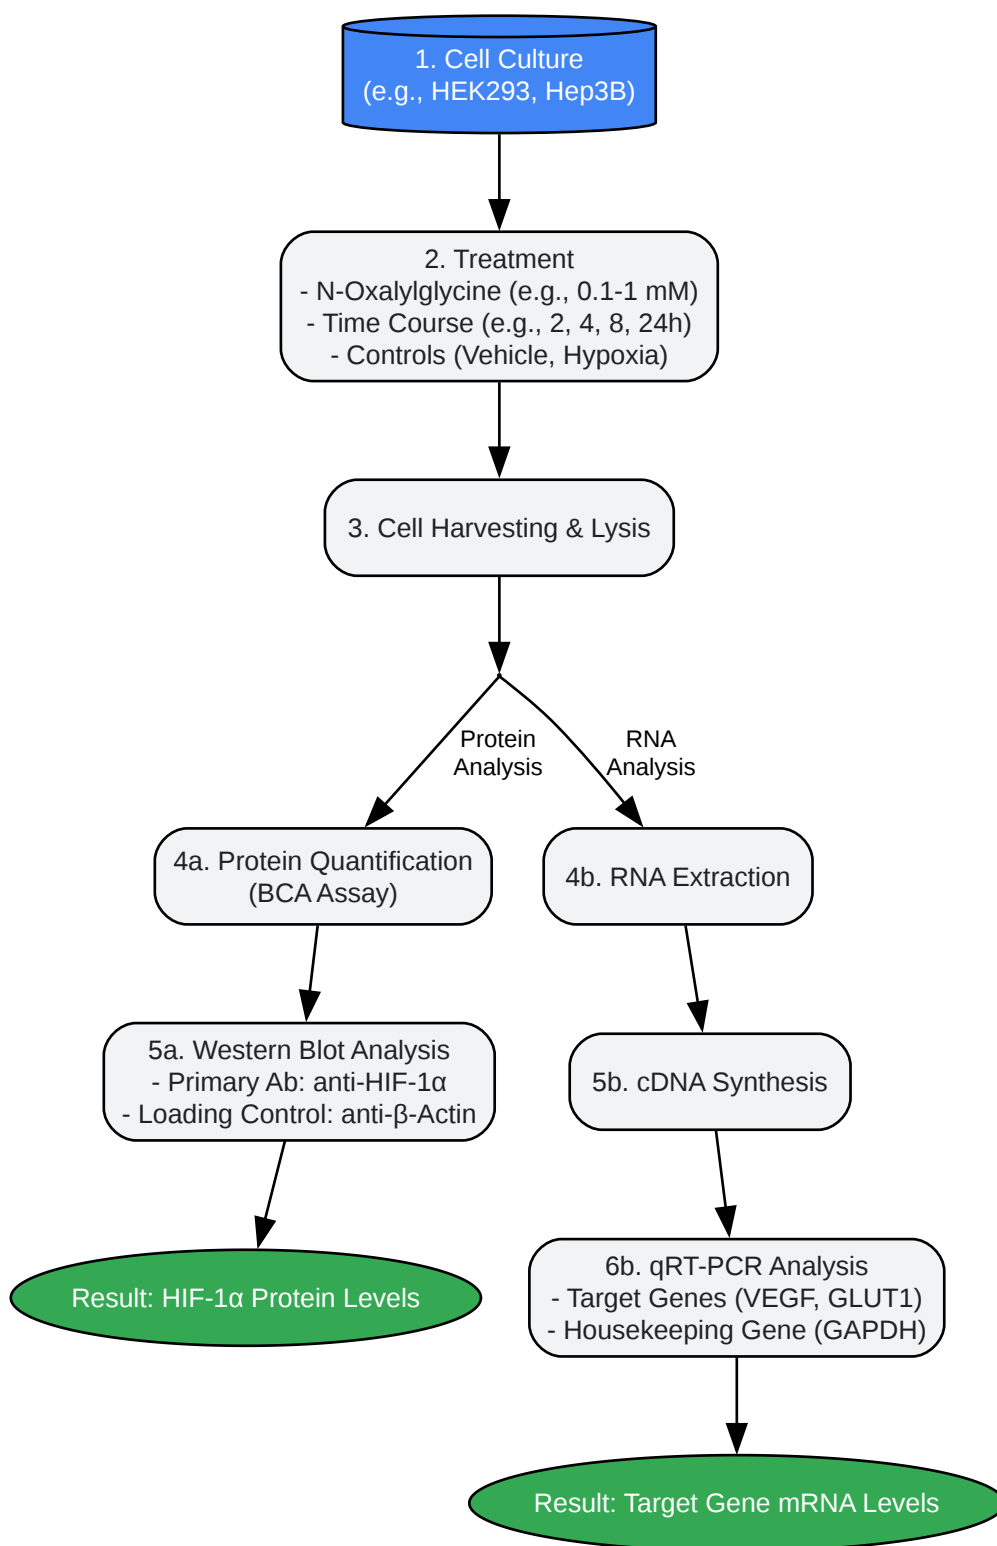 1. Cell Culture
(e.g., HEK293, Hep3B)
2. Treatment
- N-Oxalylglycine (e.g., 0.1-1 mM)
- Time Course (e.g., 2, 4, 8, 24h)
- Controls (Vehicle, Hypoxia)
3. Cell Harvesting & Lysis
Protein
Analysis
RNA
Analysis
4a. Protein Quantification
(BCA Assay)
4b. RNA Extraction
5a. Western Blot Analysis
- Primary Ab: anti-HIF-1α
- Loading Control: anti-β-Actin
5b. cDNA Synthesis
Result: HIF-1α Protein Levels
6b. qRT-PCR Analysis
- Target Genes (VEGF, GLUT1)
- Housekeeping Gene (GAPDH)
Result: Target Gene mRNA Levels